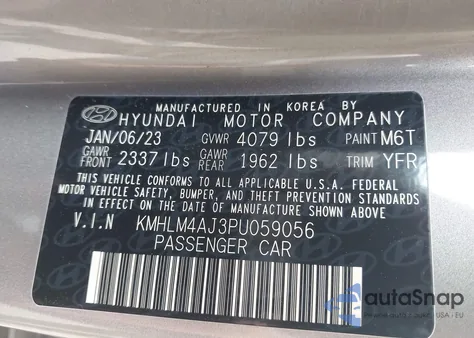 MANUFACTURED IN KOREA BY
HYUNDAI MOTOR COMPANY
JAN/06/23 GVWR 4079 lbs PAINT M6T
GAWR FRONT 2337 lbs GAWR REAR 1962 lbs TRIM YFR
THIS VEHICLE CONFORMS TO ALL APPLICABLE U.S.A. FEDERAL
MOTOR VEHICLE SAFETY, BUMPER, AND THEFT PREVENTION STANDARDS
IN EFFECT ON THE DATE OF MANUFACTURE SHOWN ABOVE.
V.I.N KMHLM4AJ3PU059056
PASSENGER CAR
autoSnap